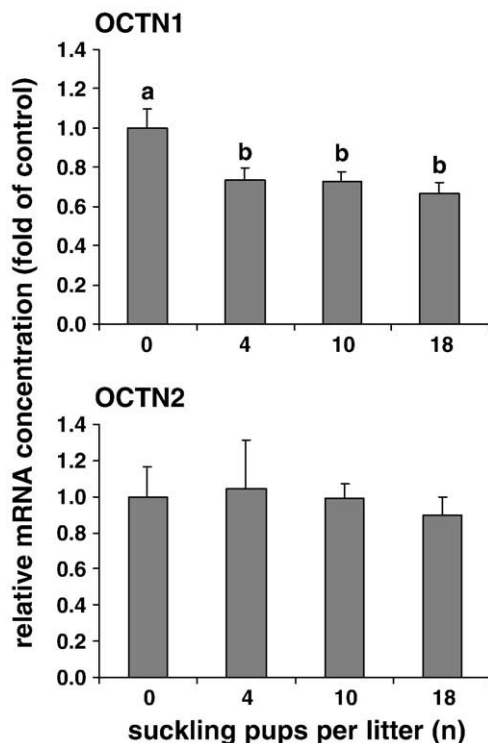 OCTN1
relative mRNA concentration (fold of control)
1.4
1.2
1.0
0.8
0.6
0.4
0.2
0.0
a
b
b
b
0 4 10 18
OCTN2
1.4
1.2
1.0
0.8
0.6
0.4
0.2
0.0
0 4 10 18
suckling pups per litter (n)